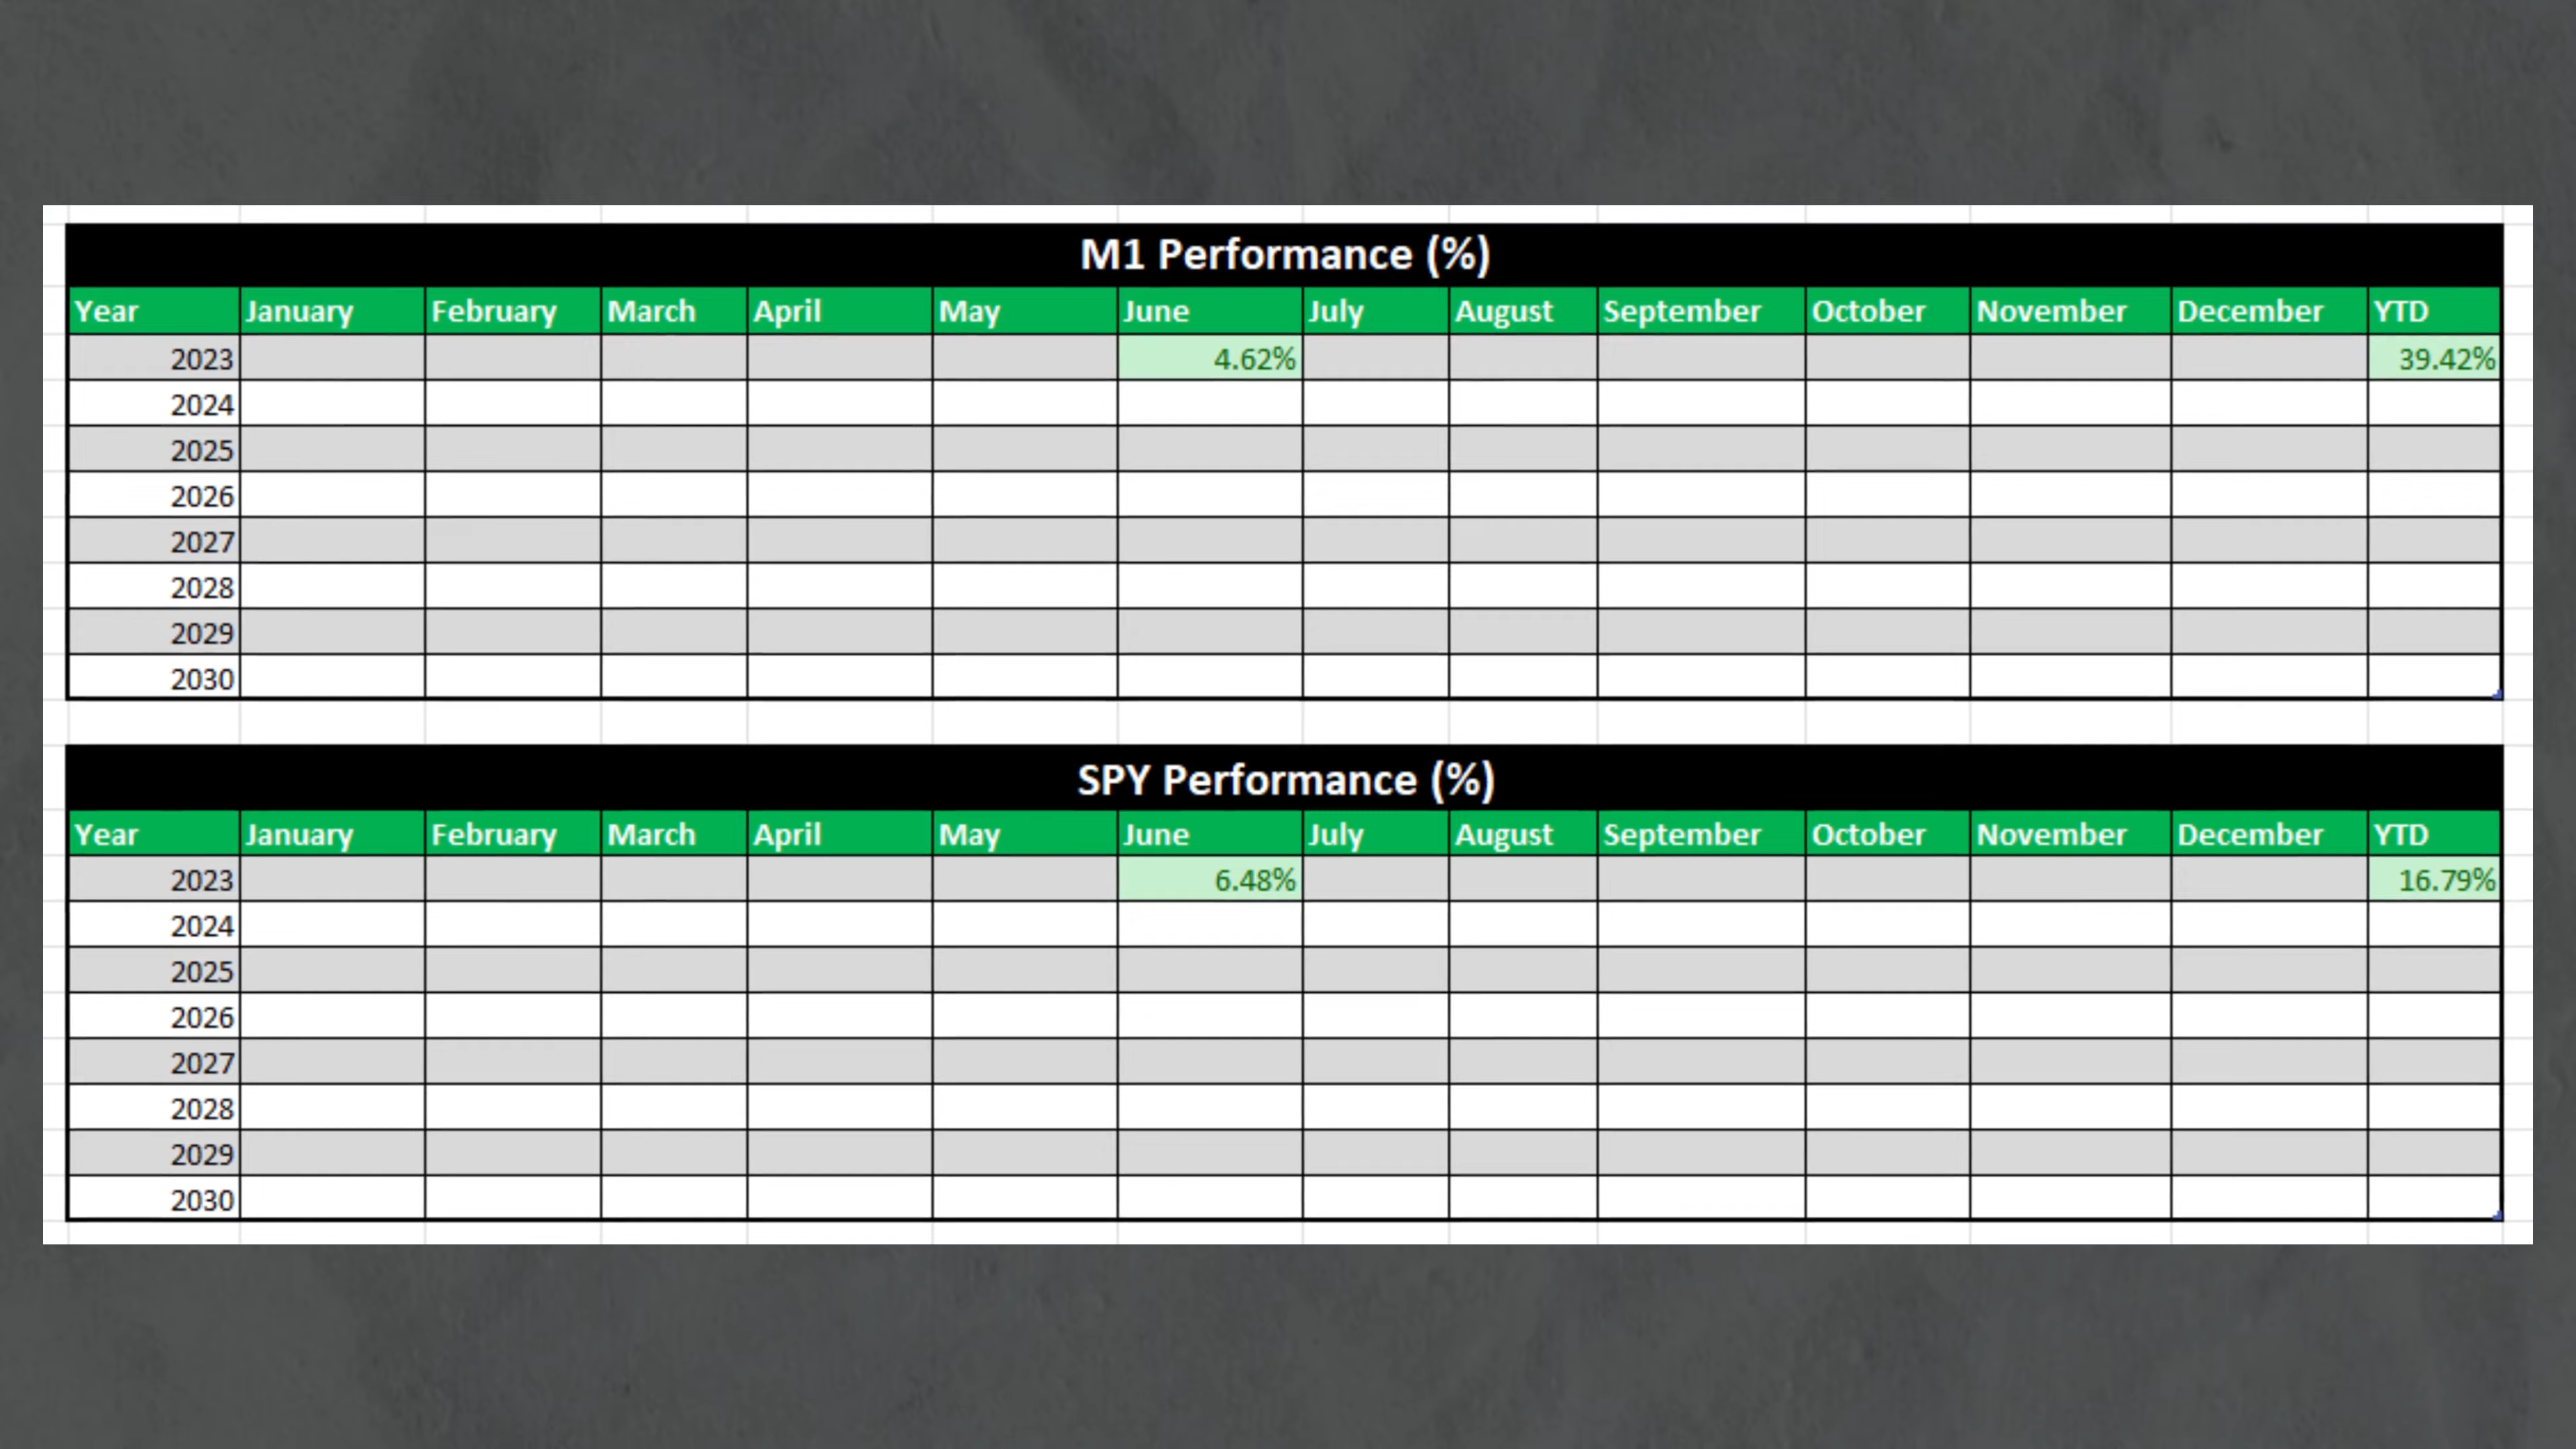 M1 Performance (%)
Year January February March April May June July August September October November December YTD
2023 4.62% 39.42%
2024
2025
2026
2027
2028
2029
2030
SPY Performance (%)
Year January February March April May June July August September October November December YTD
2023 6.48% 16.79%
2024
2025
2026
2027
2028
2029
2030